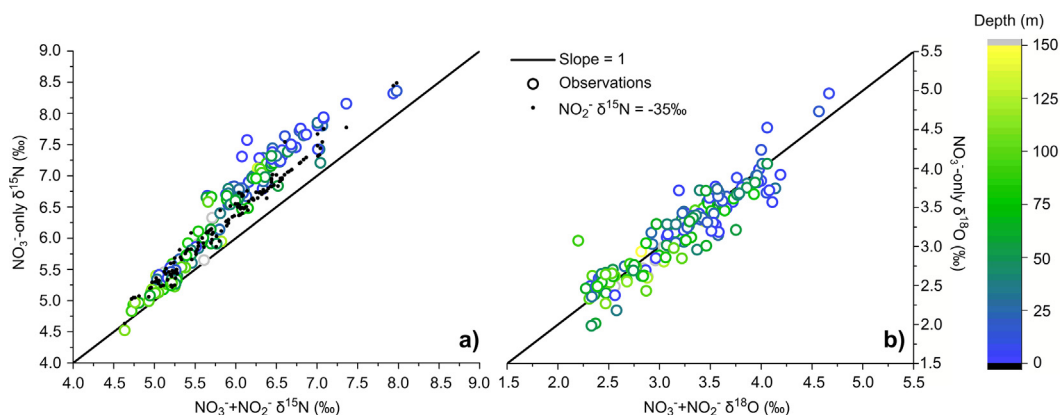 Depth (m)
9.0
8.5
8.0
7.5
7.0
6.5
6.0
5.5
5.0
4.5
4.0
NO₃⁻-only δ¹⁵N (‰)
4.0 4.5 5.0 5.5 6.0 6.5 7.0 7.5 8.0 8.5 9.0
NO₃⁻+NO₂⁻ δ¹⁵N (‰)
a)
Slope = 1
Observations
NO₂⁻ δ¹⁵N = -35‰
b)
1.5 2.0 2.5 3.0 3.5 4.0 4.5 5.0 5.5
NO₃⁻+NO₂⁻ δ¹⁸O (‰)
5.5
5.0
4.5
4.0
3.5
3.0
2.5
2.0
1.5
NO₃⁻-only δ¹⁸O (‰)
150
125
100
75
50
25
0